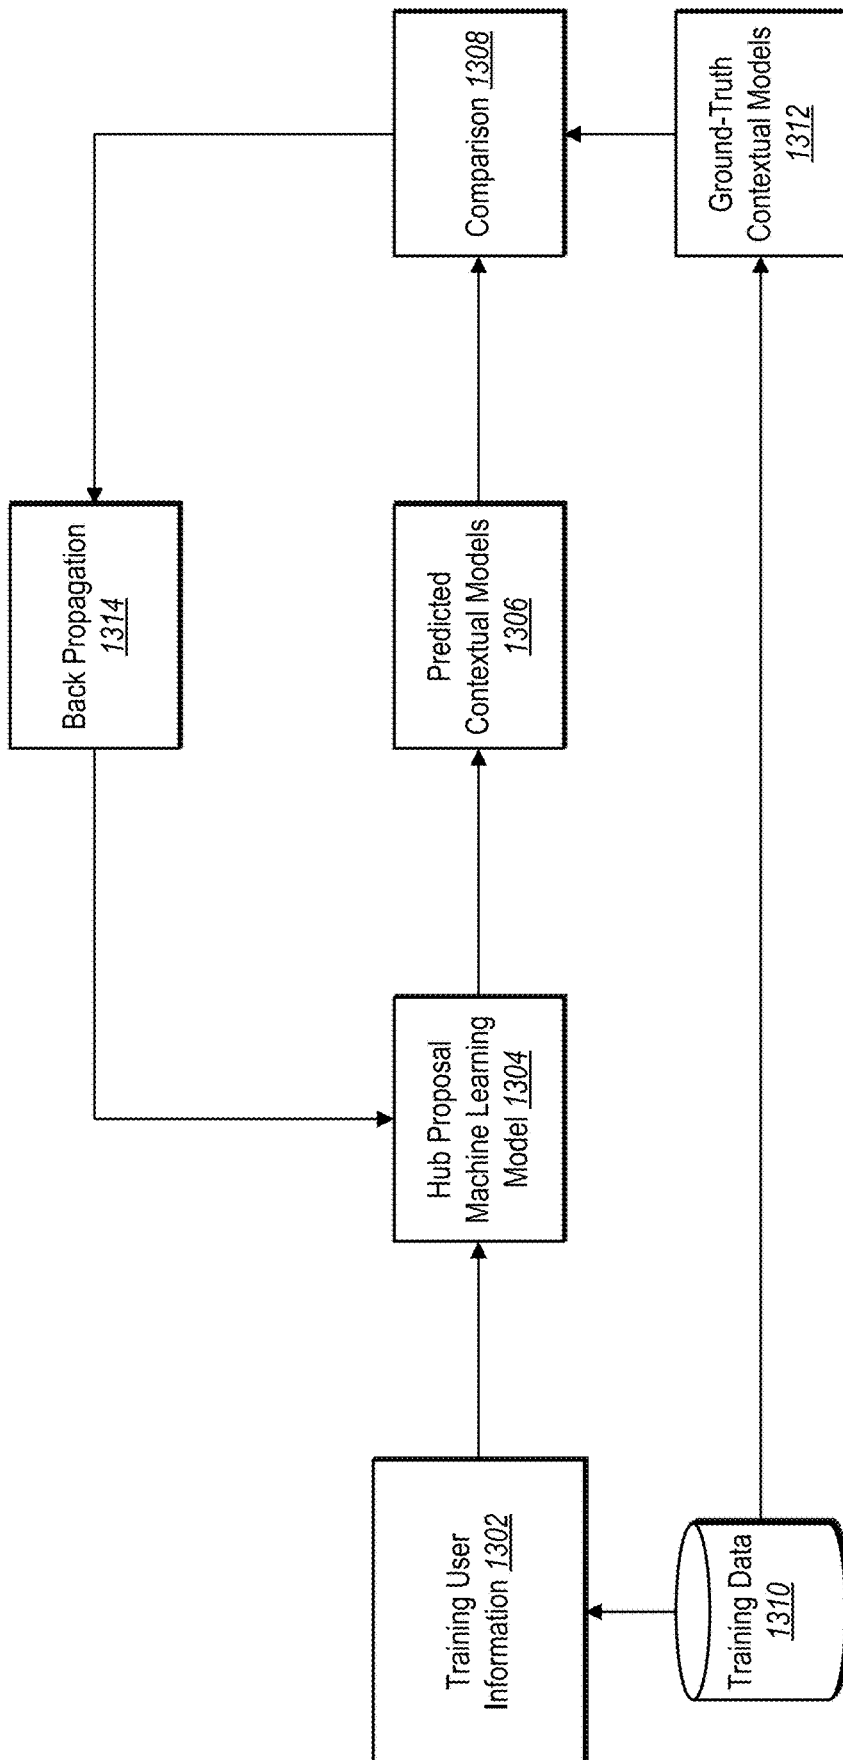 Back Propagation
1314
Training User
Information 1302
Hub Proposal
Machine Learning
Model 1304
Predicted
Contextual Models
1306
Comparison 1308
Training Data
1310
Ground-Truth
Contextual Models
1312